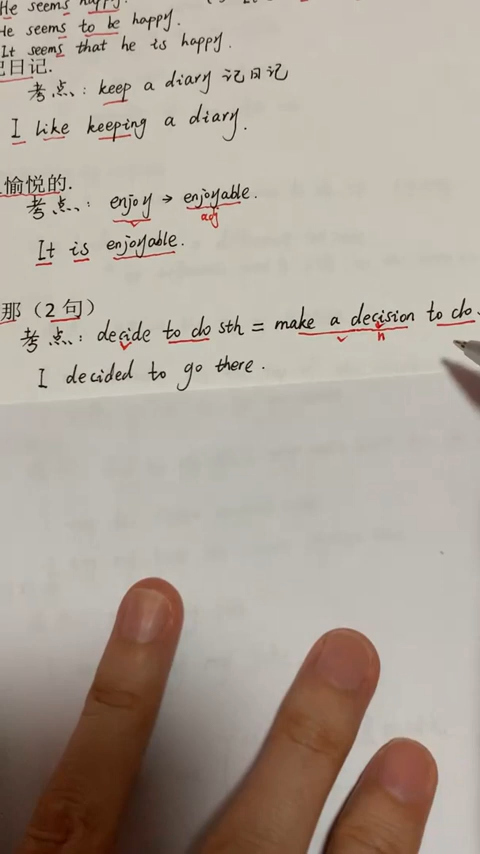 He seems happy.
He seems to be happy.
It seems that he is happy.
记日记.
考点: keep a diary 记日记
I like keeping a diary.
愉悦的.
考点: enjoy → enjoyable.
adj
It is enjoyable.
那 (2句)
考点: decide to do sth = make a decision to do.
v v n
I decided to go there.